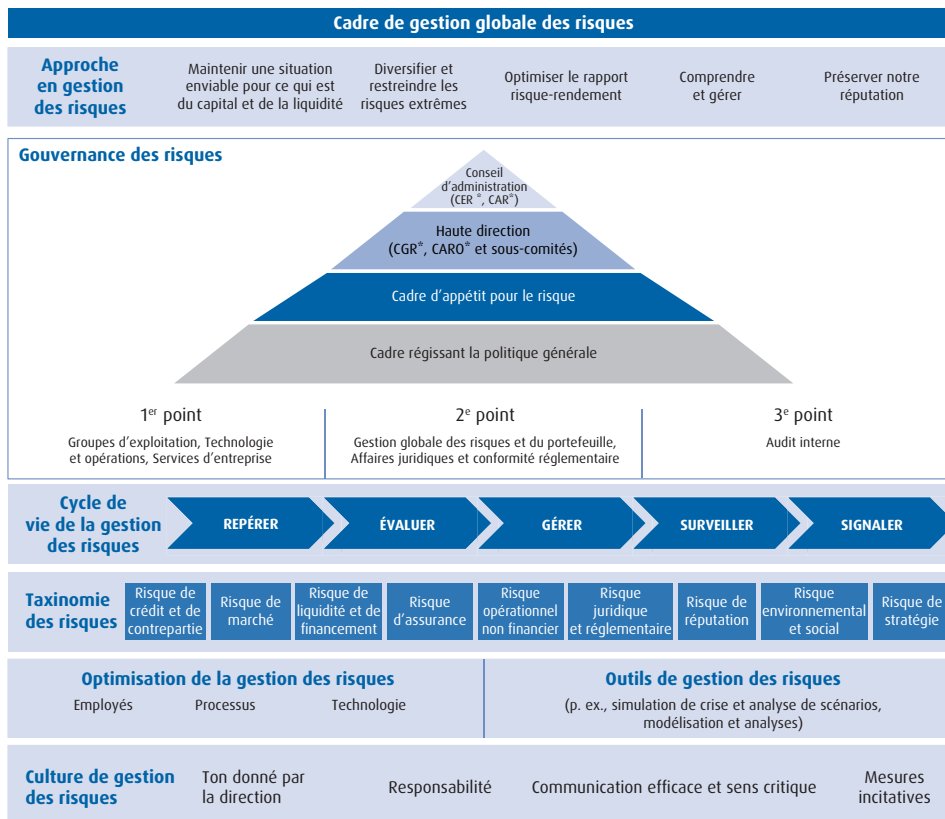 Cadre de gestion globale des risques
Approche
en gestion
des risques
Maintenir une situation
enviable pour ce qui est
du capital et de la liquidité
Diversifier et
restreindre les
risques extrêmes
Optimiser le rapport
risque-rendement
Comprendre
et gérer
Préserver notre
réputation
Gouvernance des risques
Conseil
d'administration
(CER *, CAR*)
Haute direction
(CGR*, CARO* et sous-comités)
Cadre d'appétit pour le risque
Cadre régissant la politique générale
1er point
Groupes d'exploitation, Technologie
et opérations, Services d'entreprise
2e point
Gestion globale des risques et du portefeuille,
Affaires juridiques et conformité réglementaire
3e point
Audit interne
Cycle de
vie de la gestion
des risques
REPÉRER
ÉVALUER
GÉRER
SURVEILLER
SIGNALER
Taxinomie
des risques
Risque de
crédit et de
contrepartie
Risque de
marché
Risque de
liquidité et de
financement
Risque
d'assurance
Risque
opérationnel
non financier
Risque
juridique
et réglementaire
Risque de
réputation
Risque
environnemental
et social
Risque de
stratégie
Optimisation de la gestion des risques
Employés
Processus
Technologie
Outils de gestion des risques
(p. ex., simulation de crise et analyse de scénarios,
modélisation et analyses)
Culture de gestion
des risques
Ton donné par
la direction
Responsabilité
Communication efficace et sens critique
Mesures
incitatives